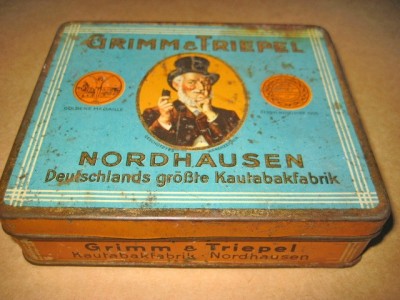 GRIMM & TRIEPEL
NORDHAUSEN
Deutschlands größte Kautabakfabrik
Grimm & Triepel
Kautabakfabrik · Nordhausen